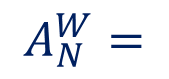 A_N^W =